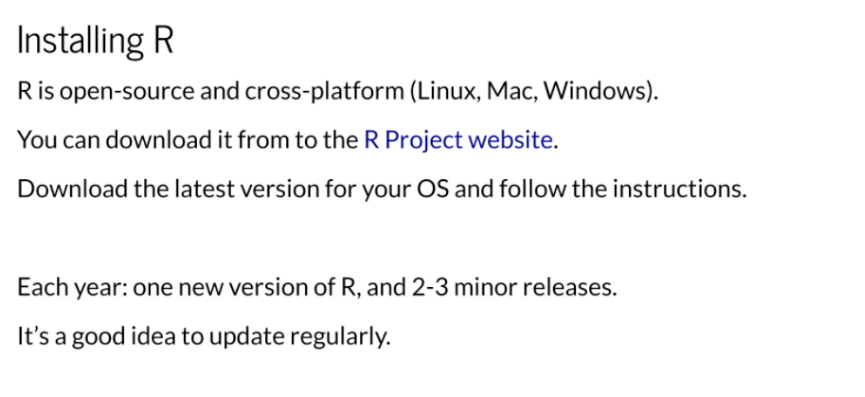 Installing R
R is open-source and cross-platform (Linux, Mac, Windows).
You can download it from to the R Project website.
Download the latest version for your OS and follow the instructions.
Each year: one new version of R, and 2-3 minor releases.
It’s a good idea to update regularly.